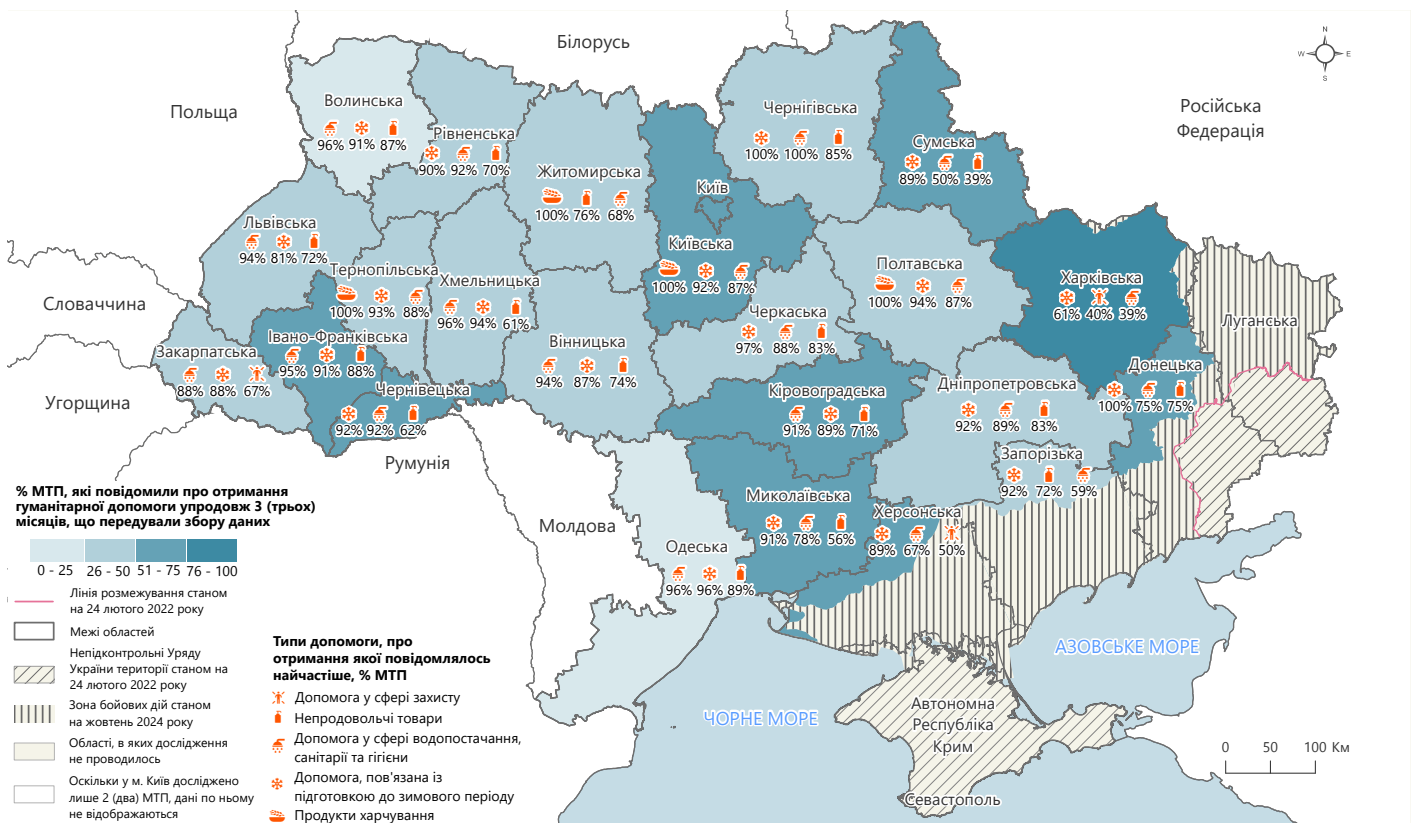 Білорусь
Польща
Російська
Федерація
Словаччина
Угорщина
Румунія
Молдова
Волинська
96% 91% 87%
Рівненська
90% 92% 70%
Житомирська
100% 76% 68%
Чернігівська
100% 100% 85%
Сумська
89% 50% 39%
Київ
Київська
100% 92% 87%
Львівська
94% 81% 72%
Тернопільська
100% 93% 88%
Хмельницька
96% 94% 61%
Полтавська
100% 94% 87%
Харківська
61% 40% 39%
Луганська
Черкаська
97% 88% 83%
Івано-Франківська
95% 91% 88%
Закарпатська
88% 88% 67%
Вінницька
94% 87% 74%
Чернівецька
92% 92% 62%
Кіровоградська
91% 89% 71%
Дніпропетровська
92% 89% 83%
Донецька
100% 75% 75%
Запорізька
92% 72% 59%
Миколаївська
91% 78% 56%
Херсонська
89% 67% 50%
Одеська
96% 96% 89%
АЗОВСЬКЕ МОРЕ
ЧОРНЕ МОРЕ
Автономна
Республіка
Крим
Севастополь
N
W
E
S
0 50 100 Км
% МТП, які повідомили про отримання
гуманітарної допомоги упродовж 3 (трьох)
місяців, що передували збору даних
0 - 25 26 - 50 51 - 75 76 - 100
Лінія розмежування станом
на 24 лютого 2022 року
Межі областей
Непідконтрольні Уряду
України території станом на
24 лютого 2022 року
Зона бойових дій станом
на жовтень 2024 року
Області, в яких дослідження
не проводилось
Оскільки у м. Київ досліджено
лише 2 (два) МТП, дані по ньому
не відображаються
Типи допомоги, про
отримання якої повідомлялось
найчастіше, % МТП
Допомога у сфері захисту
Непродовольчі товари
Допомога у сфері водопостачання,
санітарії та гігієни
Допомога, пов'язана із
підготовкою до зимового періоду
Продукти харчування